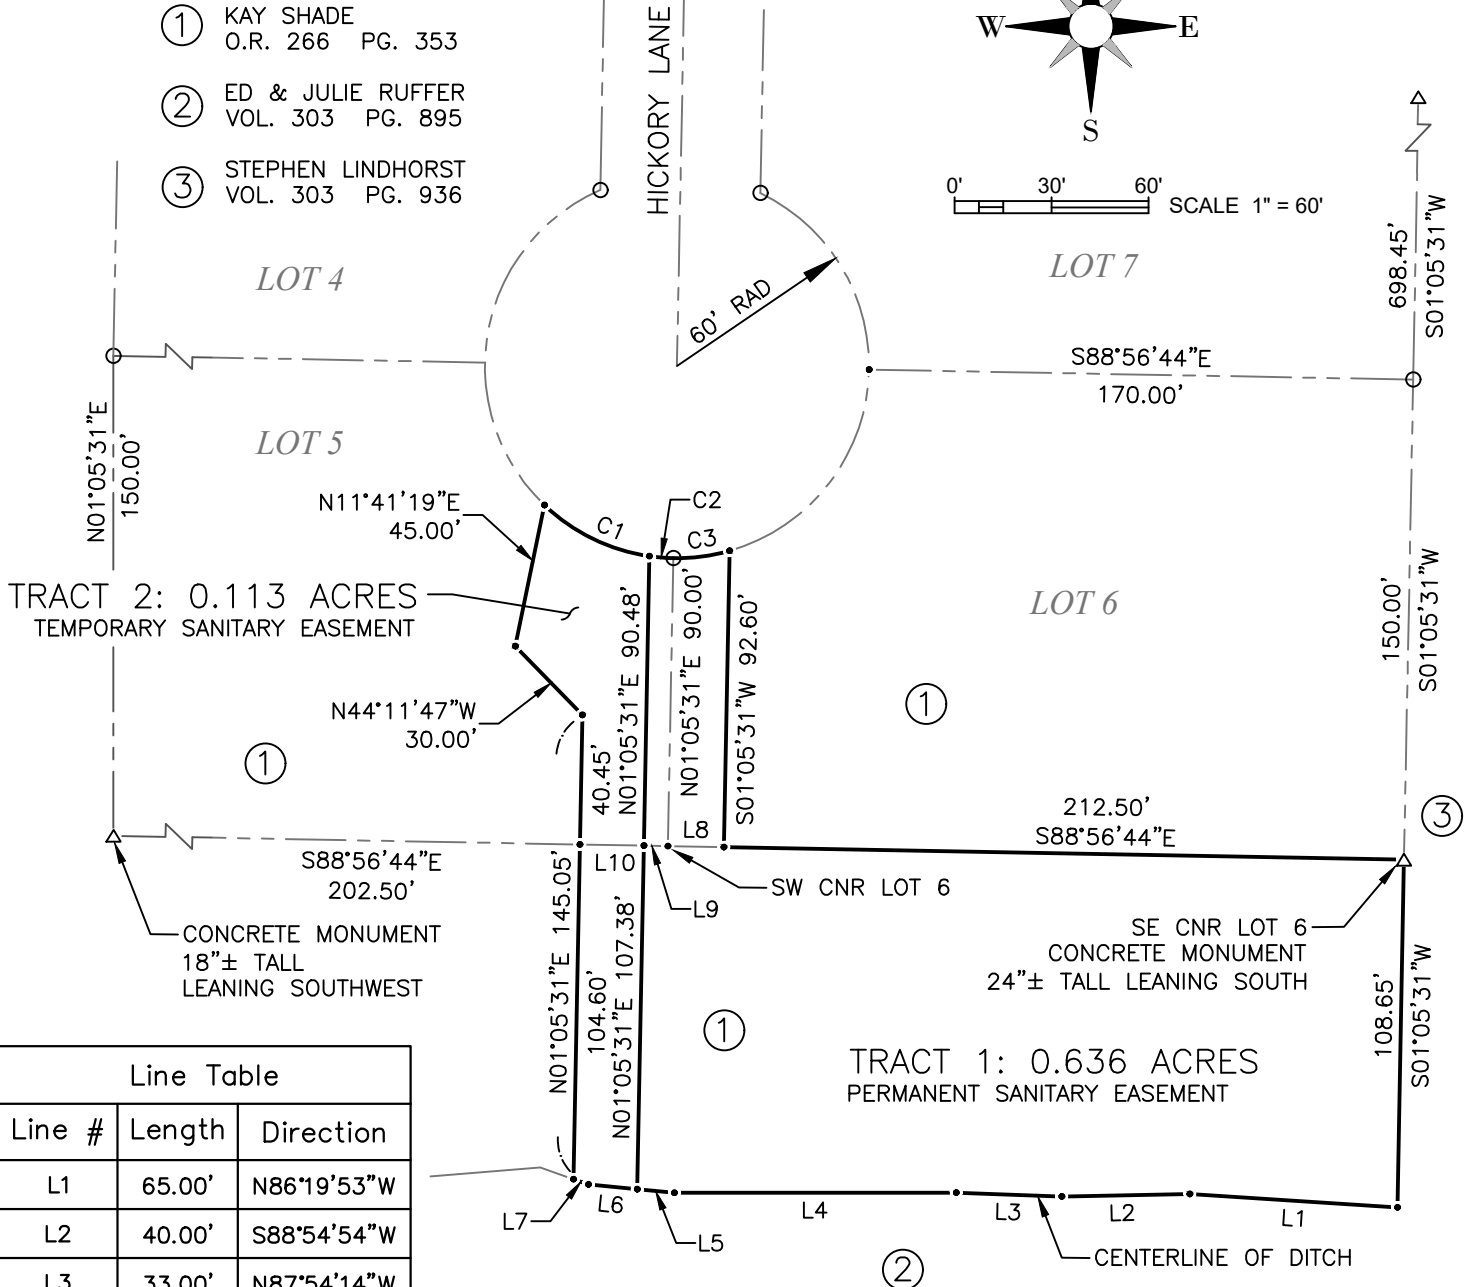 1 KAY SHADE
O.R. 266 PG. 353
2 ED & JULIE RUFFER
VOL. 303 PG. 895
3 STEPHEN LINDHORST
VOL. 303 PG. 936
HICKORY LANE
W E
S
0' 30' 60'
SCALE 1" = 60'
LOT 4
LOT 7
60' RAD
698.45'
S01°05'31"W
S88°56'44"E
170.00'
N01°05'31"E
150.00'
LOT 5
N11°41'19"E
45.00'
C1
C2
C3
TRACT 2: 0.113 ACRES
TEMPORARY SANITARY EASEMENT
LOT 6
150.00'
S01°05'31"W
N44°11'47"W
30.00'
40.45'
N01°05'31"E 90.48'
N01°05'31"E 90.00'
S01°05'31"W 92.60'
1
1
212.50'
S88°56'44"E
3
L8
S88°56'44"E
202.50'
L10
L9
SW CNR LOT 6
CONCRETE MONUMENT
18"± TALL
LEANING SOUTHWEST
SE CNR LOT 6
CONCRETE MONUMENT
24"± TALL LEANING SOUTH
N01°05'31"E 145.05'
104.60'
N01°05'31"E 107.38'
1
108.65'
S01°05'31"W
TRACT 1: 0.636 ACRES
PERMANENT SANITARY EASEMENT
Line Table
Line # Length Direction
L1 65.00' N86°19'53"W
L2 40.00' S88°54'54"W
L3 33.00' N87°54'14"W
L7
L6
L5
L4
L3
L2
L1
CENTERLINE OF DITCH
2